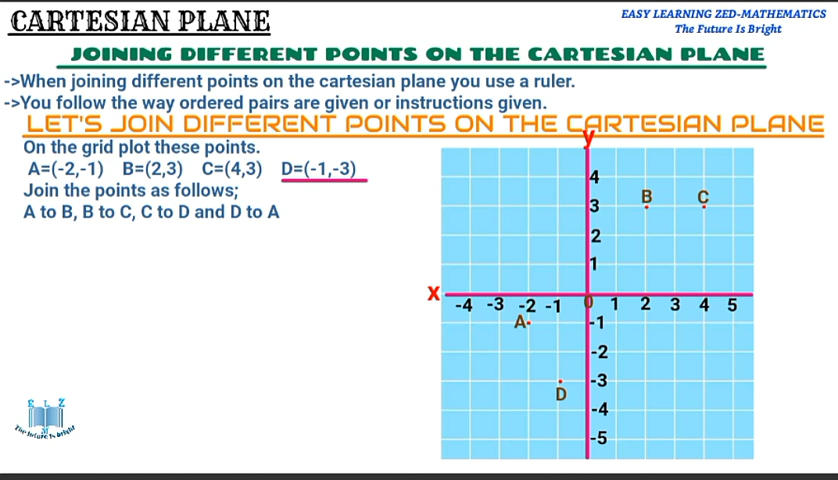 CARTESIAN PLANE
EASY LEARNING ZED-MATHEMATICS
The Future Is Bright
JOINING DIFFERENT POINTS ON THE CARTESIAN PLANE
->When joining different points on the cartesian plane you use a ruler.
->You follow the way ordered pairs are given or instructions given.
LET'S JOIN DIFFERENT POINTS ON THE CARTESIAN PLANE
On the grid plot these points.
A=(-2,-1) B=(2,3) C=(4,3) D=(-1,-3)
Join the points as follows;
A to B, B to C, C to D and D to A
y
4
B C
3
2
1
X
-4 -3 -2 -1 0 1 2 3 4 5
A
-1
-2
-3
D
-4
-5
E L Z
M
The future is bright